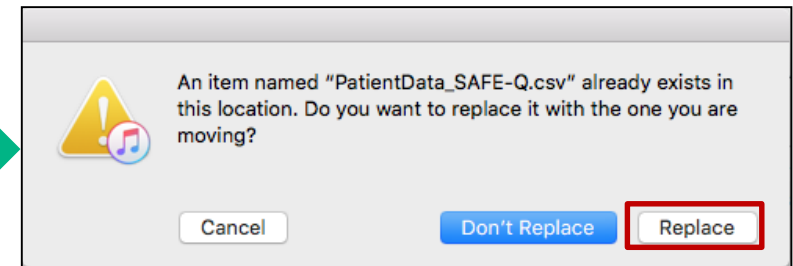 An item named “PatientData_SAFE-Q.csv” already exists in
this location. Do you want to replace it with the one you are
moving?
Cancel
Don’t Replace
Replace